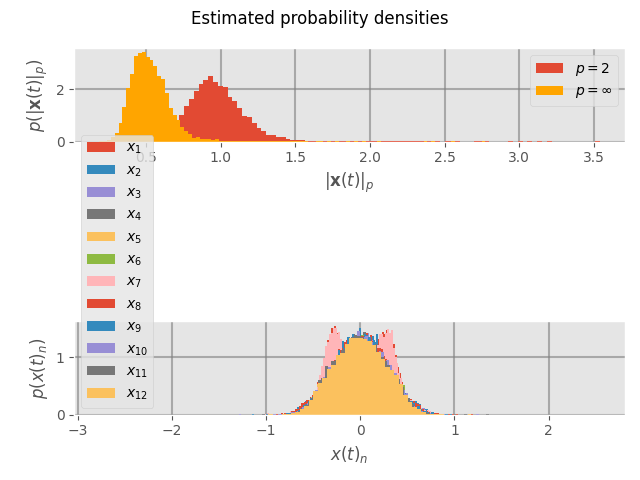 Estimated probability densities
p(|x(t)|ₚ)
2
0
p = 2
p = ∞
0.5 1.0 1.5 2.0 2.5 3.0 3.5
|x(t)|ₚ
x₁
x₂
x₃
x₄
x₅
x₆
x₇
x₈
x₉
x₁₀
x₁₁
x₁₂
p(x(t)ₙ)
1
0
−3 −2 −1 0 1 2
x(t)ₙ